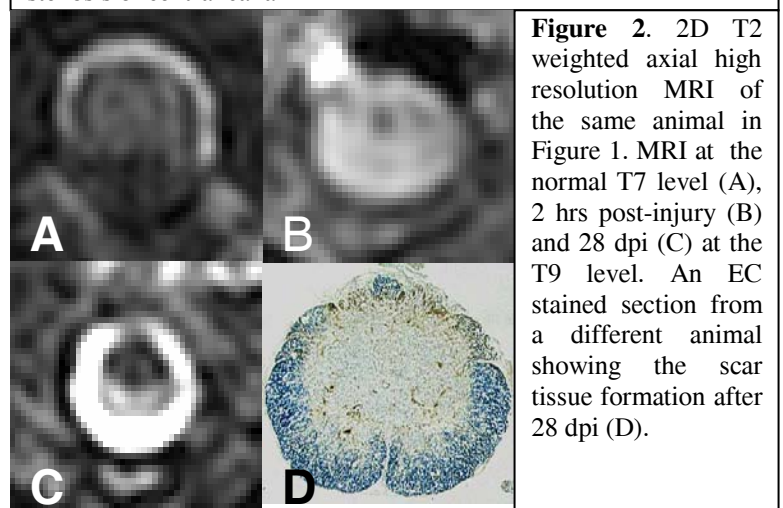 Figure 2. 2D T2
weighted axial high
resolution MRI of
the same animal in
Figure 1. MRI at the
normal T7 level (A),
2 hrs post-injury (B)
and 28 dpi (C) at the
T9 level. An EC
stained section from
a different animal
showing the scar
tissue formation after
28 dpi (D).
A
B
C
D